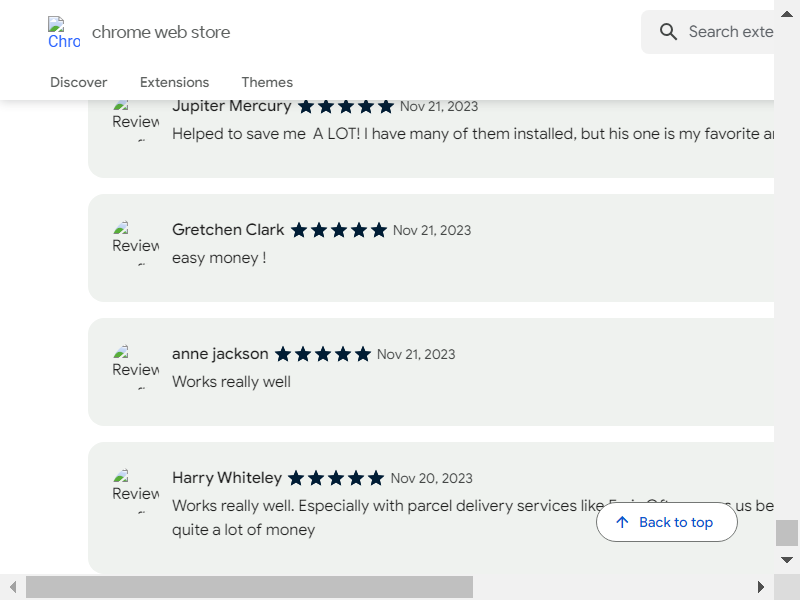 Chro
chrome web store
Search exte
Discover
Extensions
Themes
Jupiter Mercury
Nov 21, 2023
Review
Helped to save me A LOT! I have many of them installed, but his one is my favorite
Gretchen Clark
Nov 21, 2023
Review
easy money !
anne jackson
Nov 21, 2023
Review
Works really well
Harry Whiteley
Nov 20, 2023
Review
Works really well. Especially with parcel delivery services like us be
quite a lot of money
Back to top